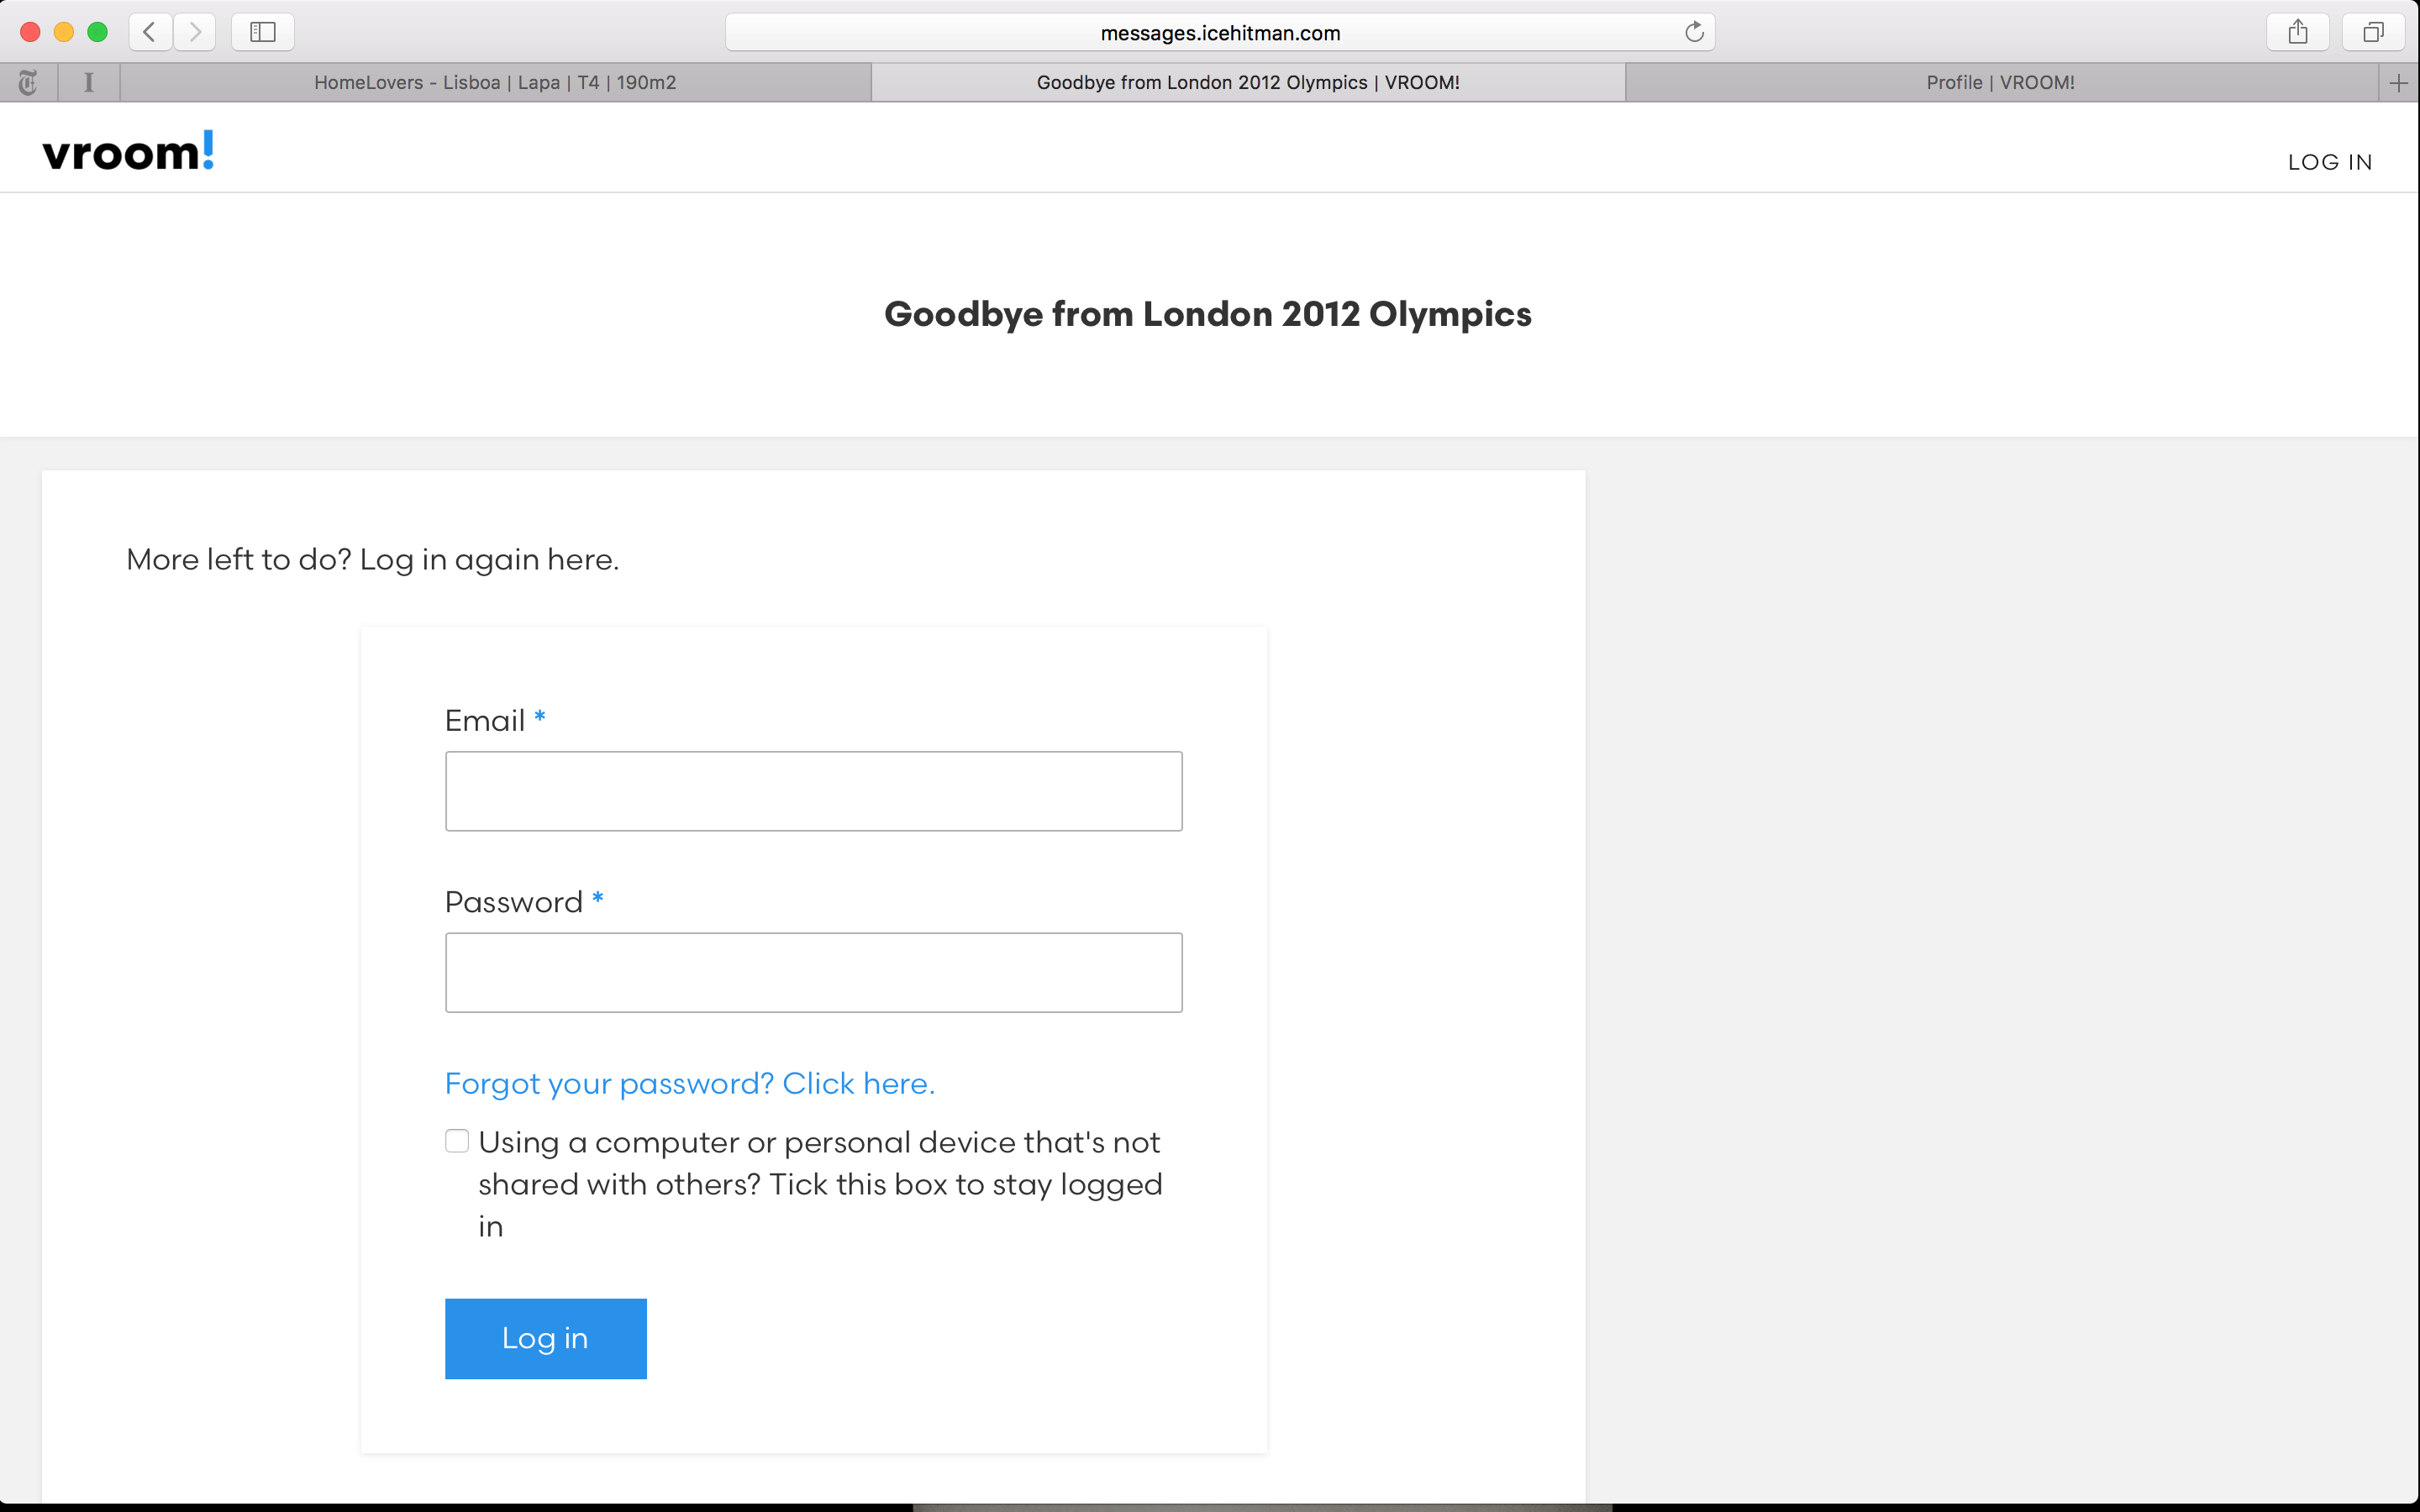 messages.icehitman.com
T
I
HomeLovers - Lisboa | Lapa | T4 | 190m2
Goodbye from London 2012 Olympics | VROOM!
Profile | VROOM!
vroom!
LOG IN
Goodbye from London 2012 Olympics
More left to do? Log in again here.
Email *
Password *
Forgot your password? Click here.
Using a computer or personal device that's not
shared with others? Tick this box to stay logged
in
Log in